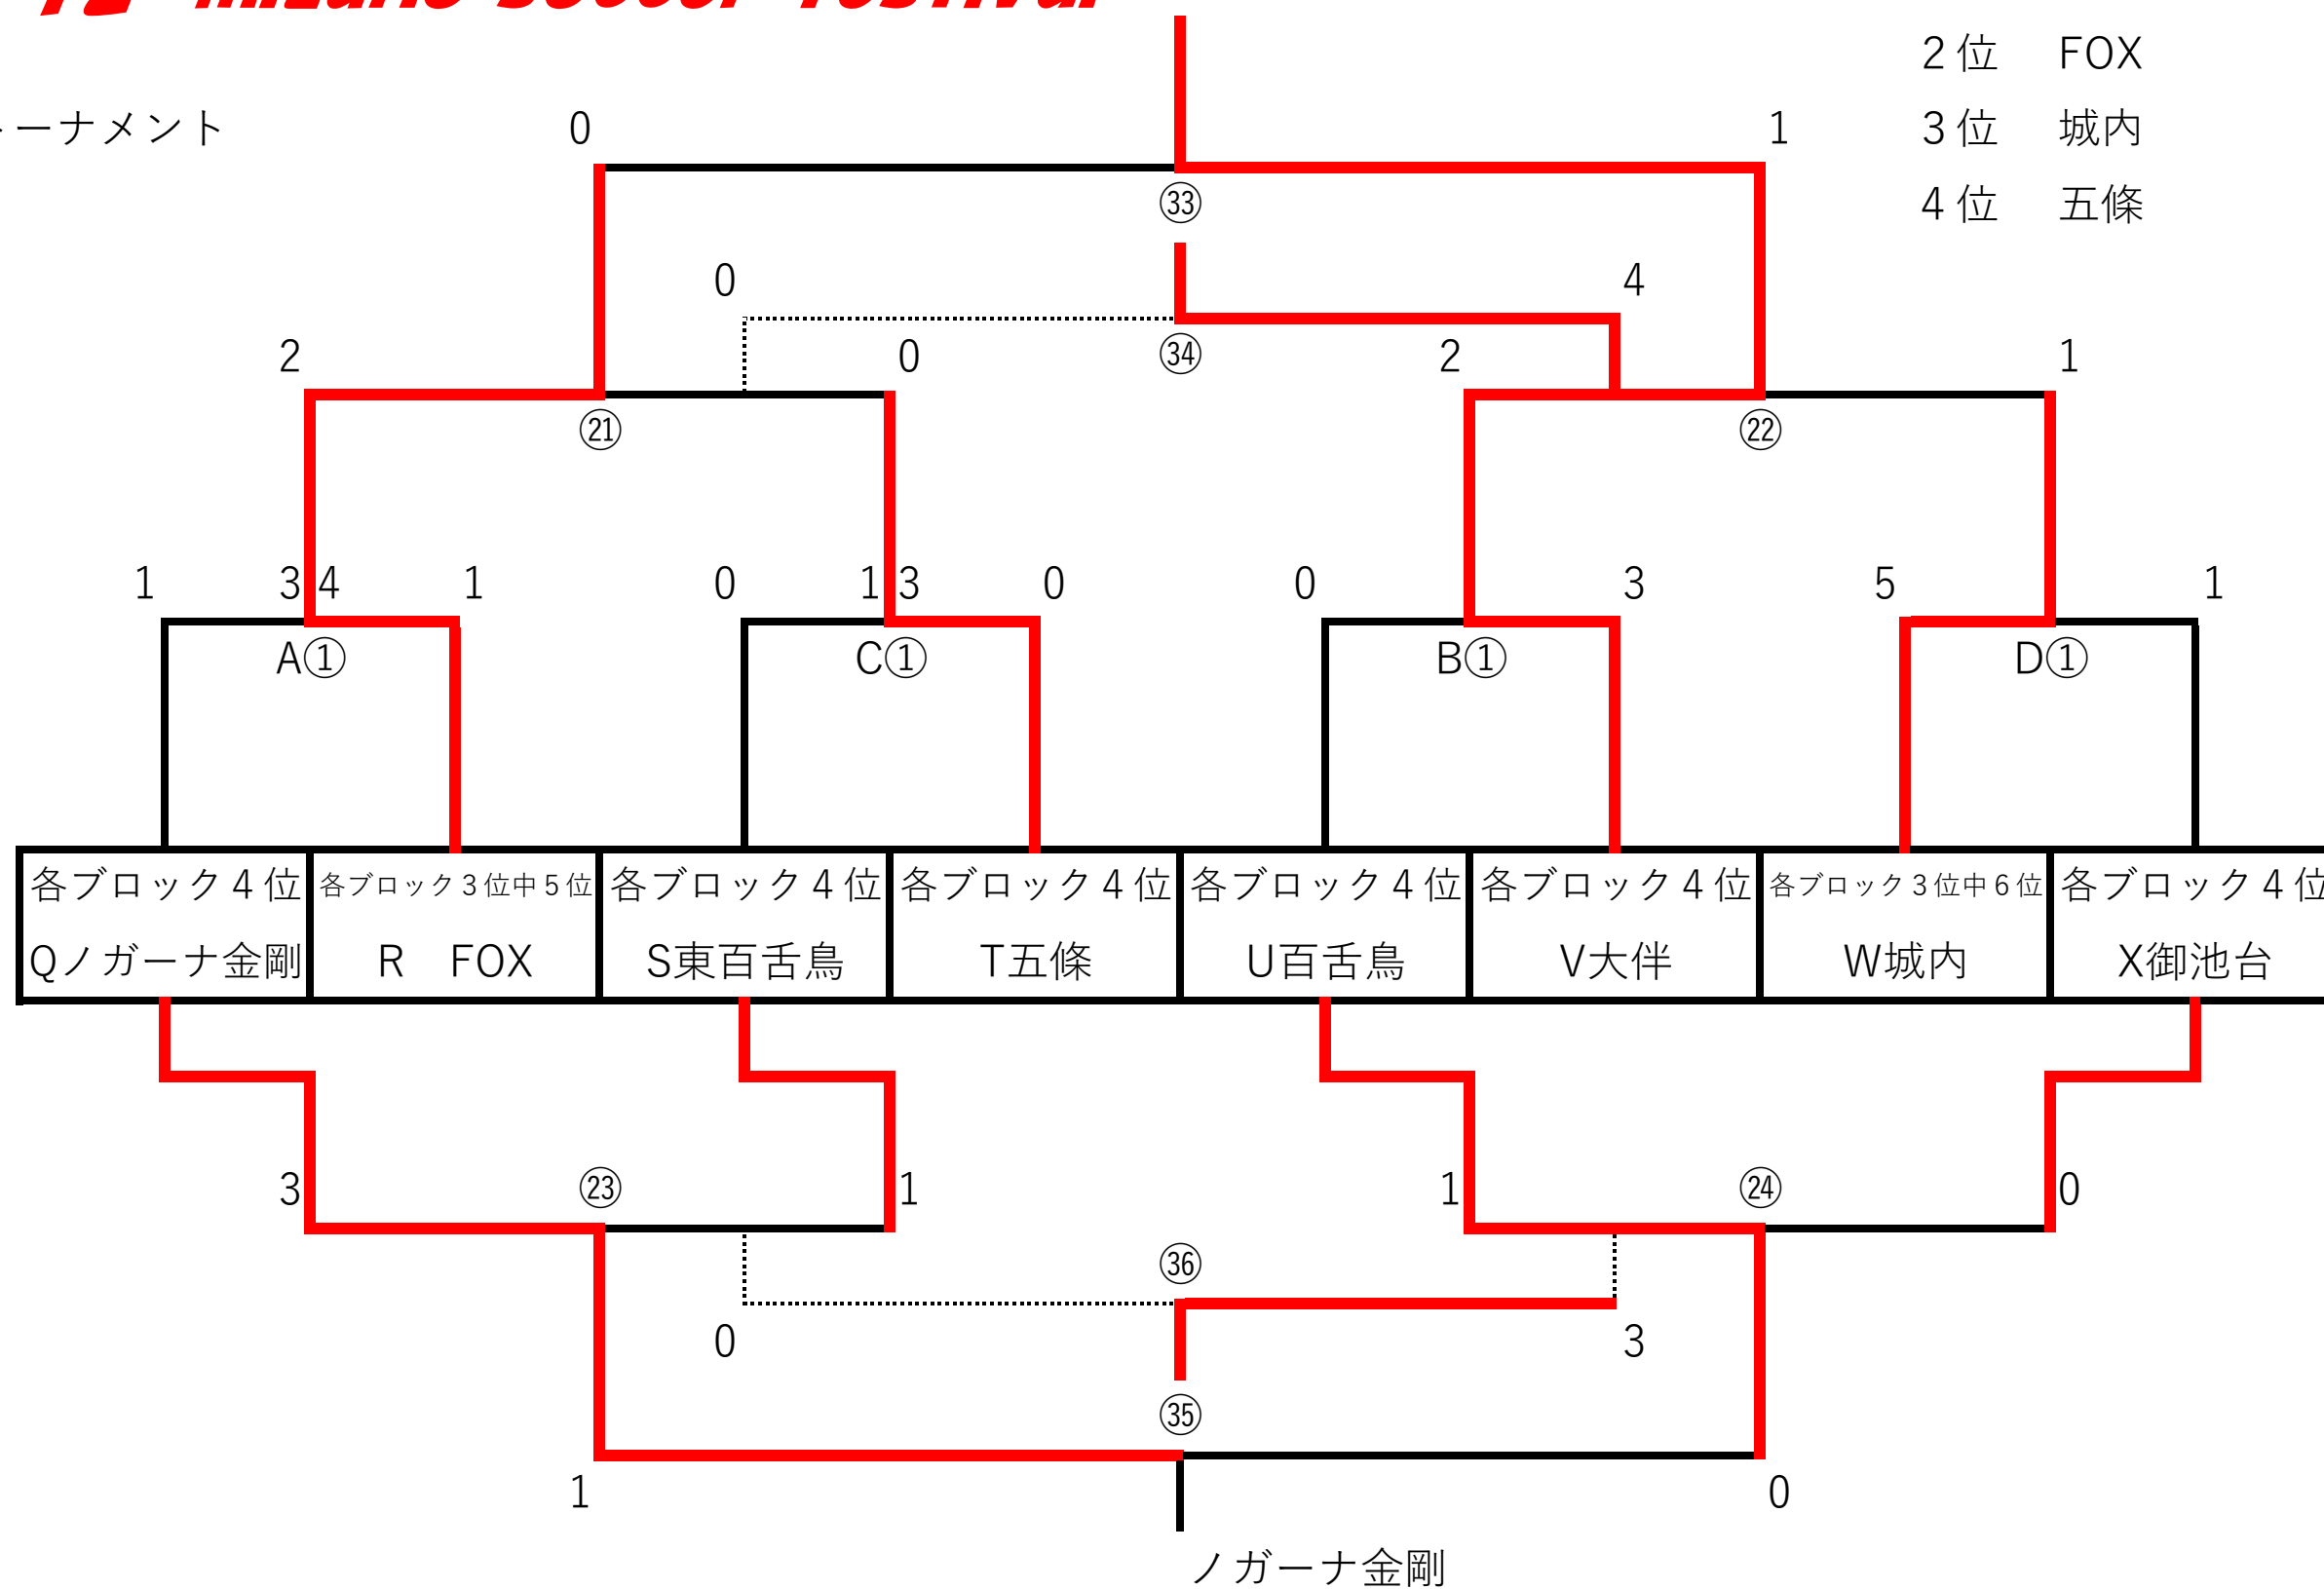 ２位 FOX
ーナメント 0 1 ３位 城内
㉝ ４位 五條
0 4
2 0 ㉞ 2 1
㉑ ㉒
1 3 4 1 0 1 3 0 0 3 5 1
A① C① B① D①
各ブロック４位 各ブロック３位中５位 各ブロック４位 各ブロック４位 各ブロック４位 各ブロック４位 各ブロック３位中６位 各ブロック４位
Qノガーナ金剛 R FOX S東百舌鳥 T五條 U百舌鳥 V大伴 W城内 X御池台
3 ㉓ 1 1 ㉔ 0
㊱
0 3
㉟
1 0
ノガーナ金剛